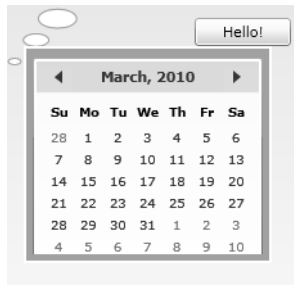 Hello!
March, 2010
Su Mo Tu We Th Fr Sa
28 1 2 3 4 5 6
7 8 9 10 11 12 13
14 15 16 17 18 19 20
21 22 23 24 25 26 27
28 29 30 31 1 2 3
4 5 6 7 8 9 10